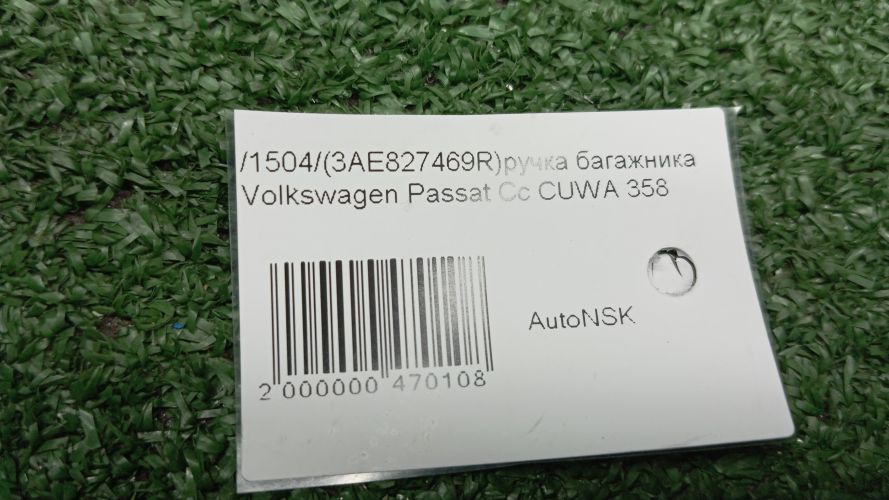 /1504/(3AE827469R)ручка багажника
Volkswagen Passat Cc CUWA 358
AutoNSK
2 000000 470108